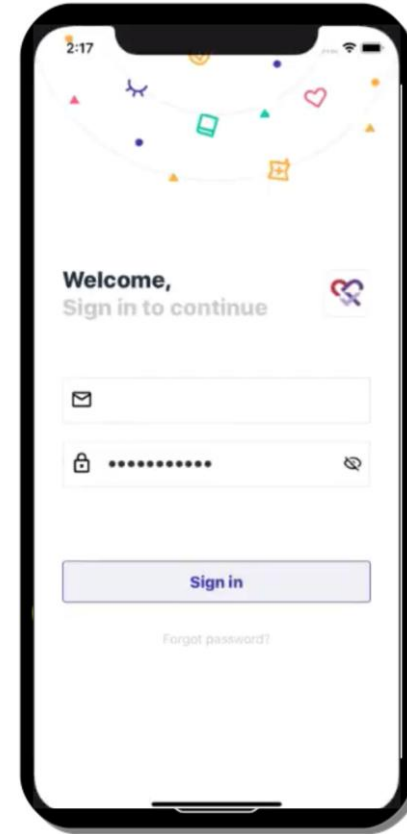 2:17
Welcome,
Sign in to continue
•••••••••••
Sign in
Forgot password?